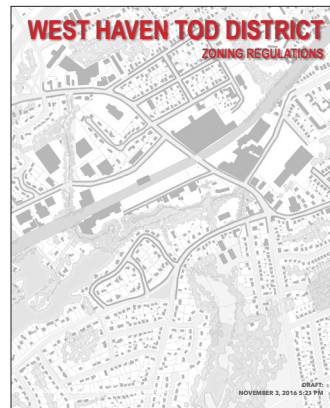 WEST HAVEN TOD DISTRICT
ZONING REGULATIONS
DRAFT:
NOVEMBER 3, 2016 5:23 PM